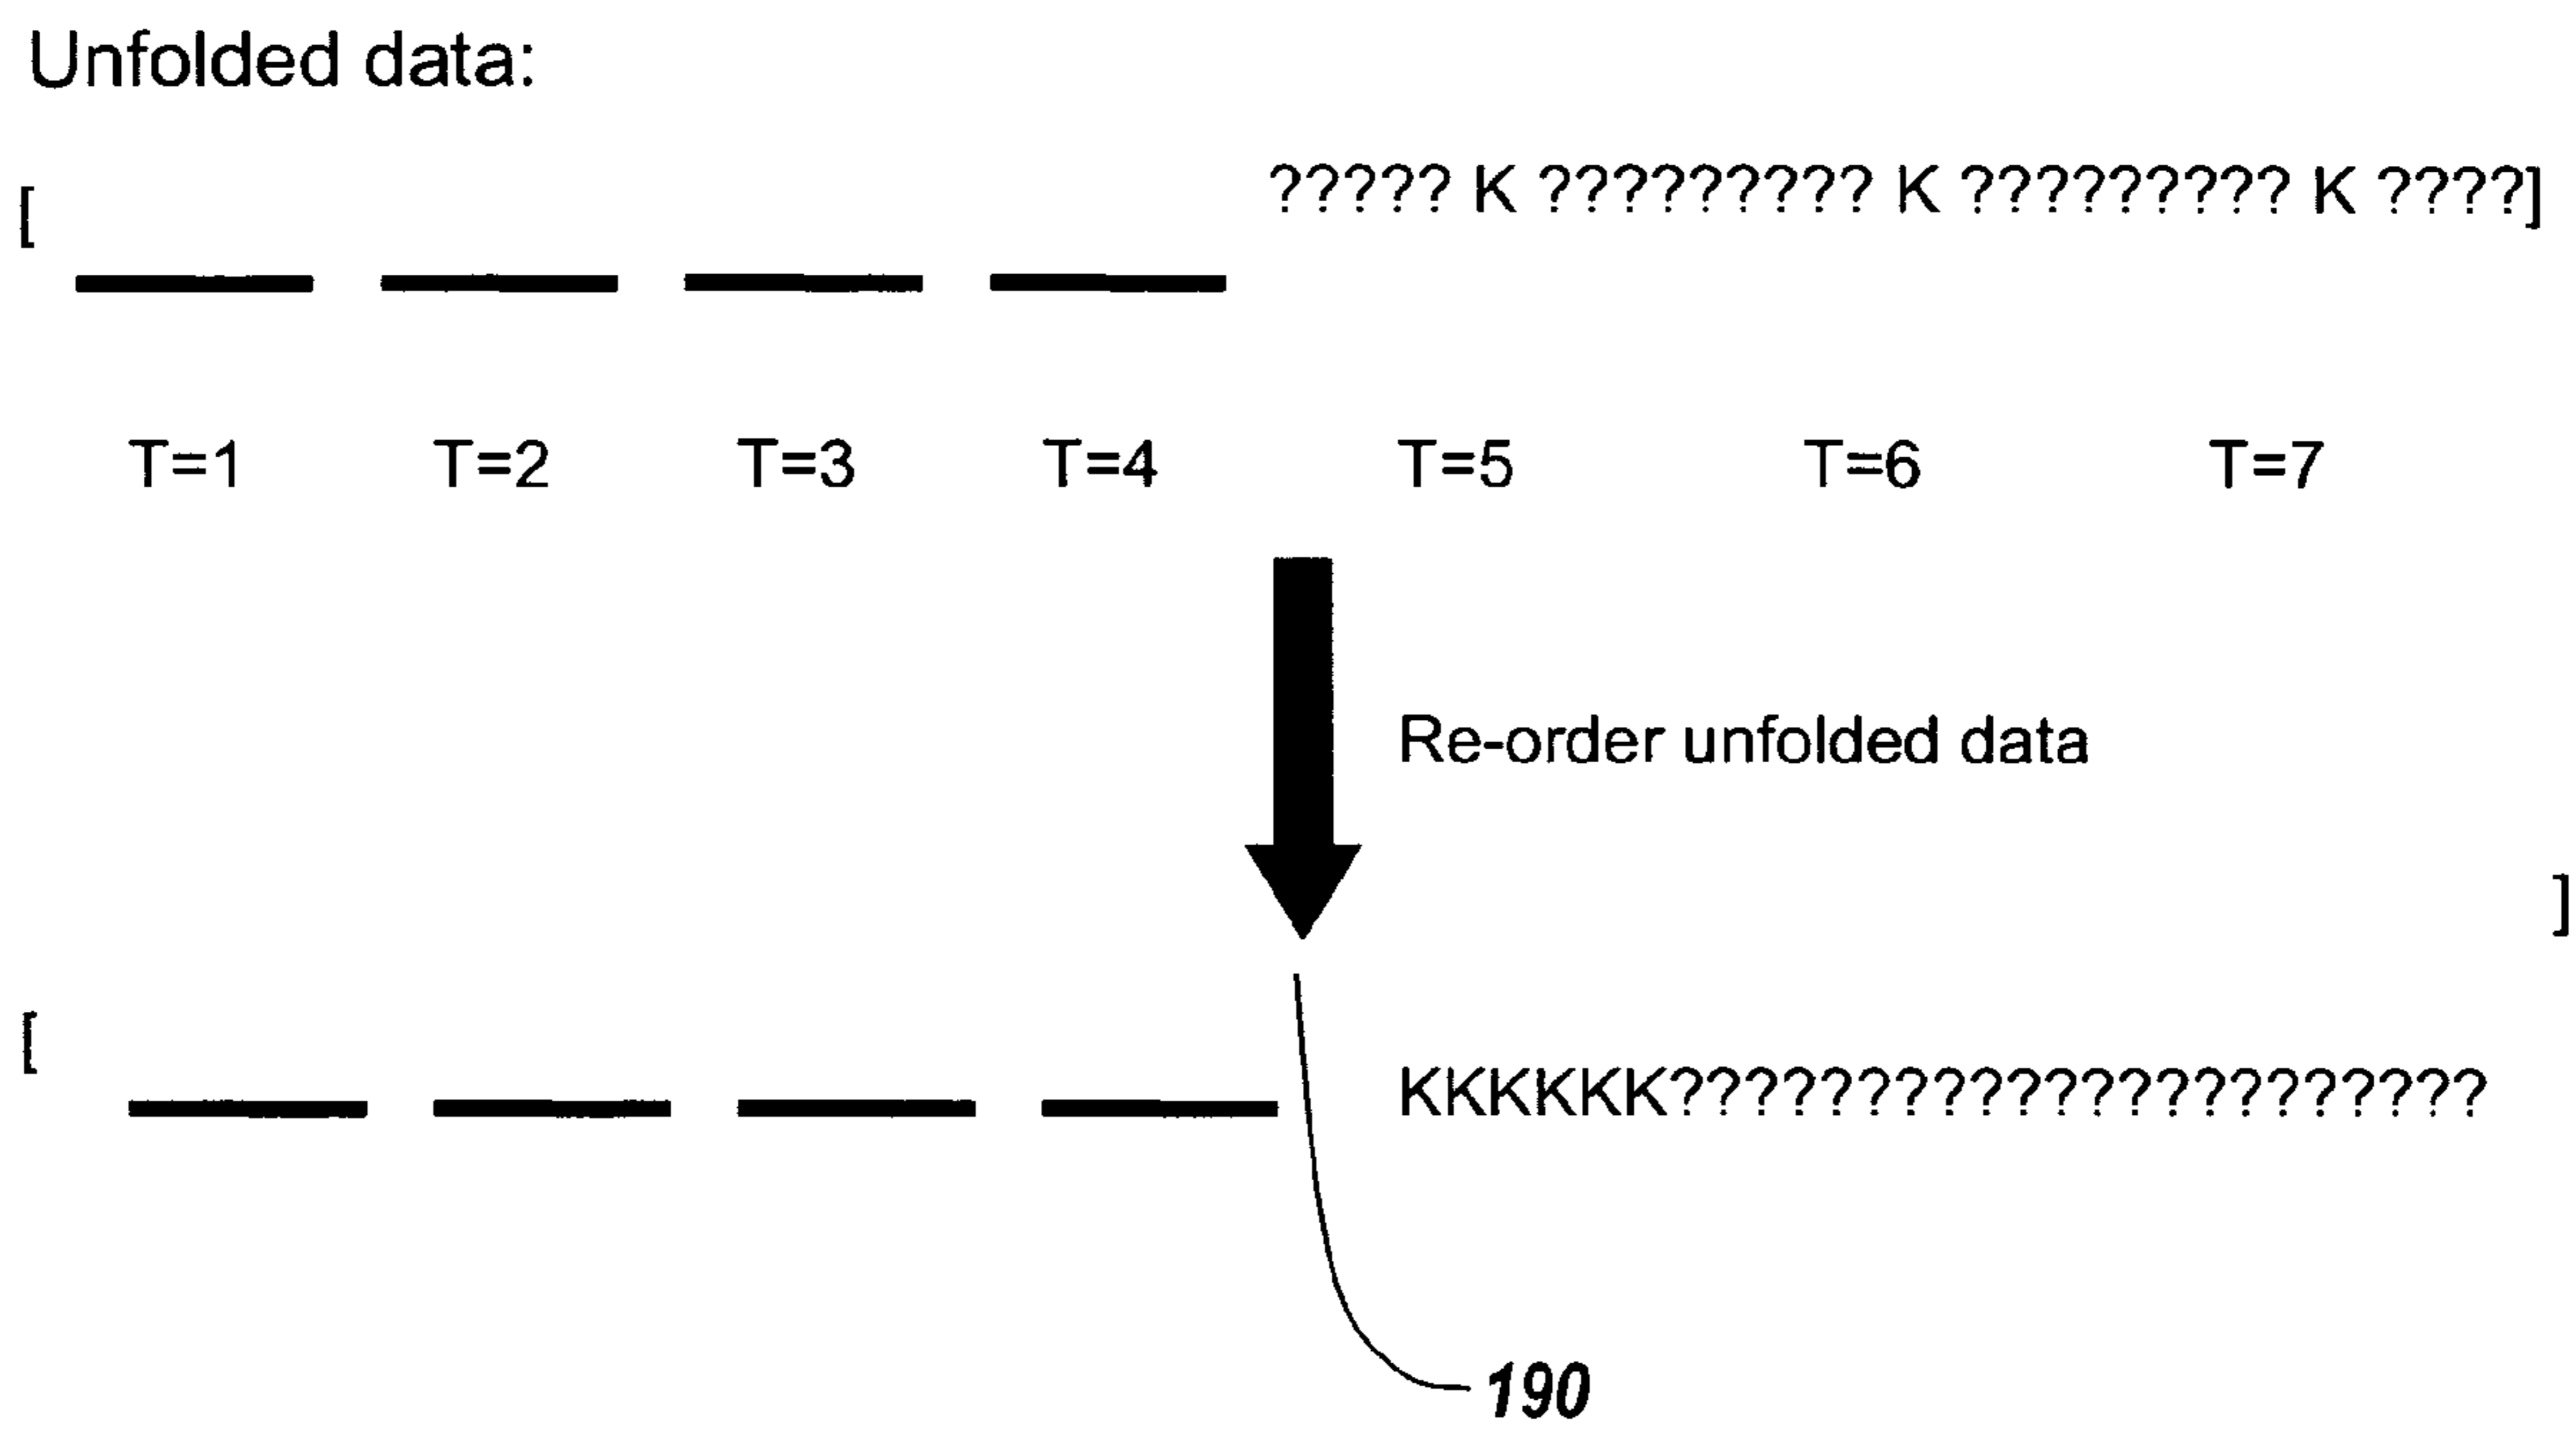 Unfolded data:
[ ????? K ????????? K ????????? K ????]
T=1 T=2 T=3 T=4 T=5 T=6 T=7
Re-order unfolded data
]
[ KKKKKK??????????????????????
190